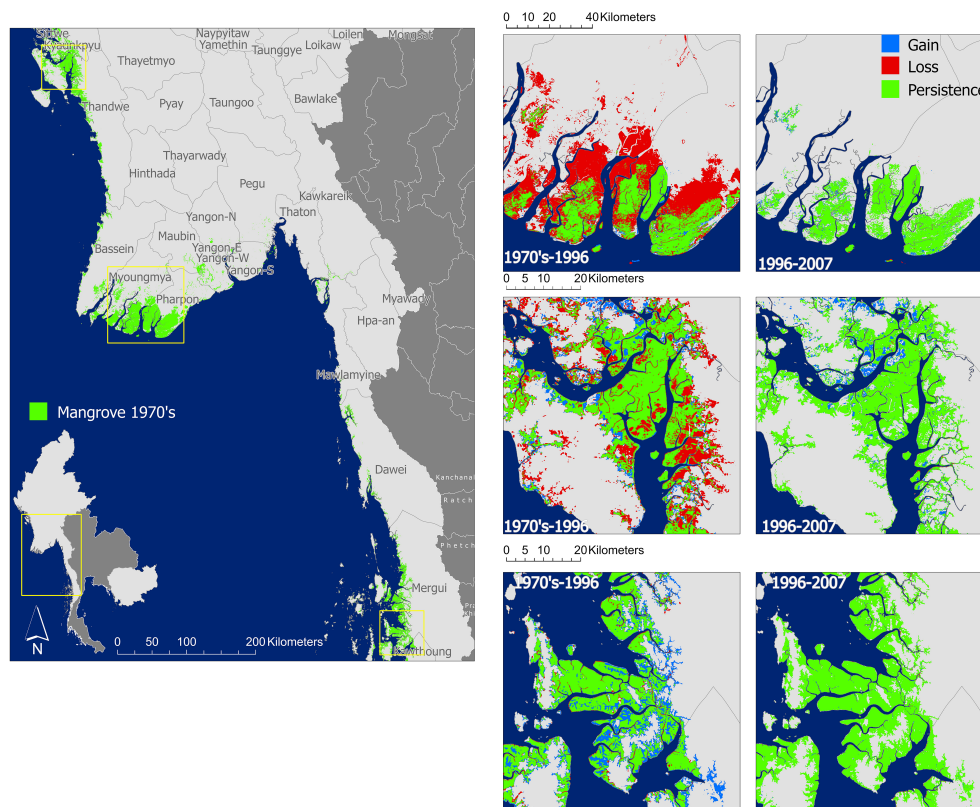 Kyaunkpyu
Thandwe
Thayetmyo
Naypyitaw
Yamethin
Taunggye
Loikaw
Loilen
Mongsat
Pyay
Taungoo
Bawlake
Thayarwady
Hinthada
Pegu
Kawkareik
Yangon-N
Thaton
Bassein
Maubin
Yangon-E
Yangon-W
Yangon-S
Myoungmya
Pharpon
Myawady
Hpa-an
Mawlamyine
Mangrove 1970's
Dawei
Kanchanab
Ratch
Phetch
Mergui
Kawthoung
N
0 50 100 200 Kilometers
0 10 20 40 Kilometers
Gain
Loss
Persistence
1970's-1996
1996-2007
0 5 10 20 Kilometers
1970's-1996
1996-2007
0 5 10 20 Kilometers
1970's-1996
1996-2007